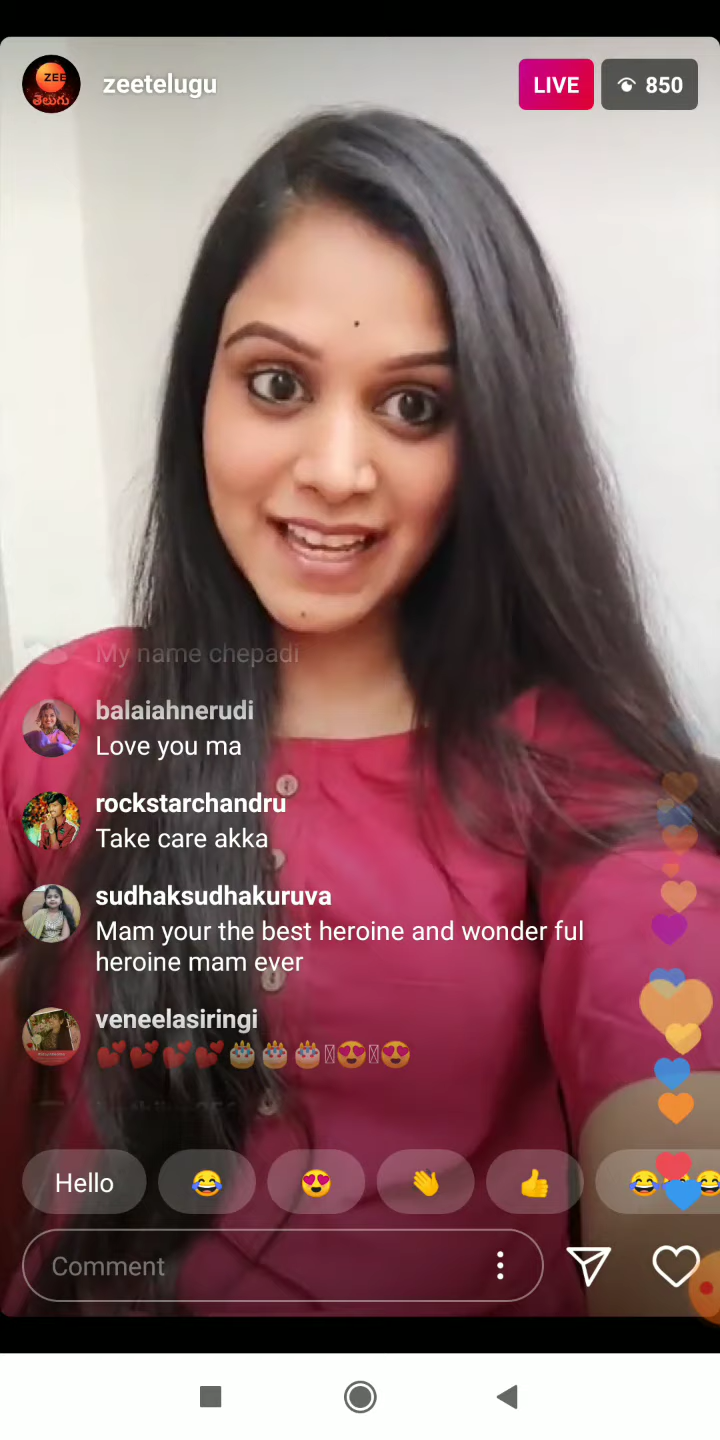 ZEE
తెలుగు
zeetelugu
LIVE
850
My name chepadi
balaiahnerudi
Love you ma
rockstarchandru
Take care akka
sudhaksudhakuruva
Mam your the best heroine and wonder ful
heroine mam ever
veneelasiringi
💕💕💕💕🎂🎂🎂😍😍
Hello
Comment